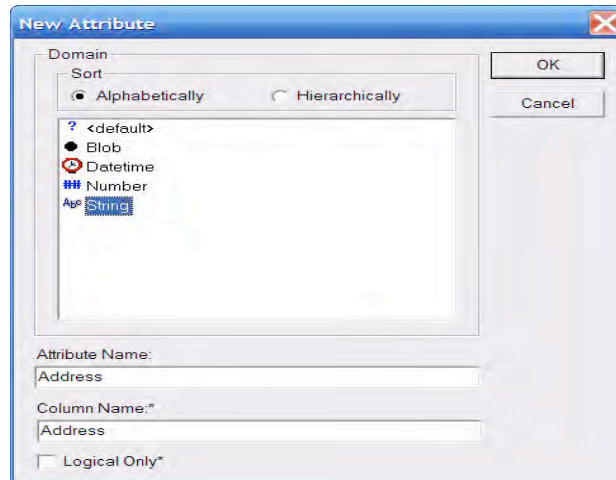 New Attribute
Domain
Sort
Alphabetically Hierarchically
OK
Cancel
? <default>
Blob
Datetime
### Number
Abc String
Attribute Name:
Address
Column Name:*
Address
Logical Only*